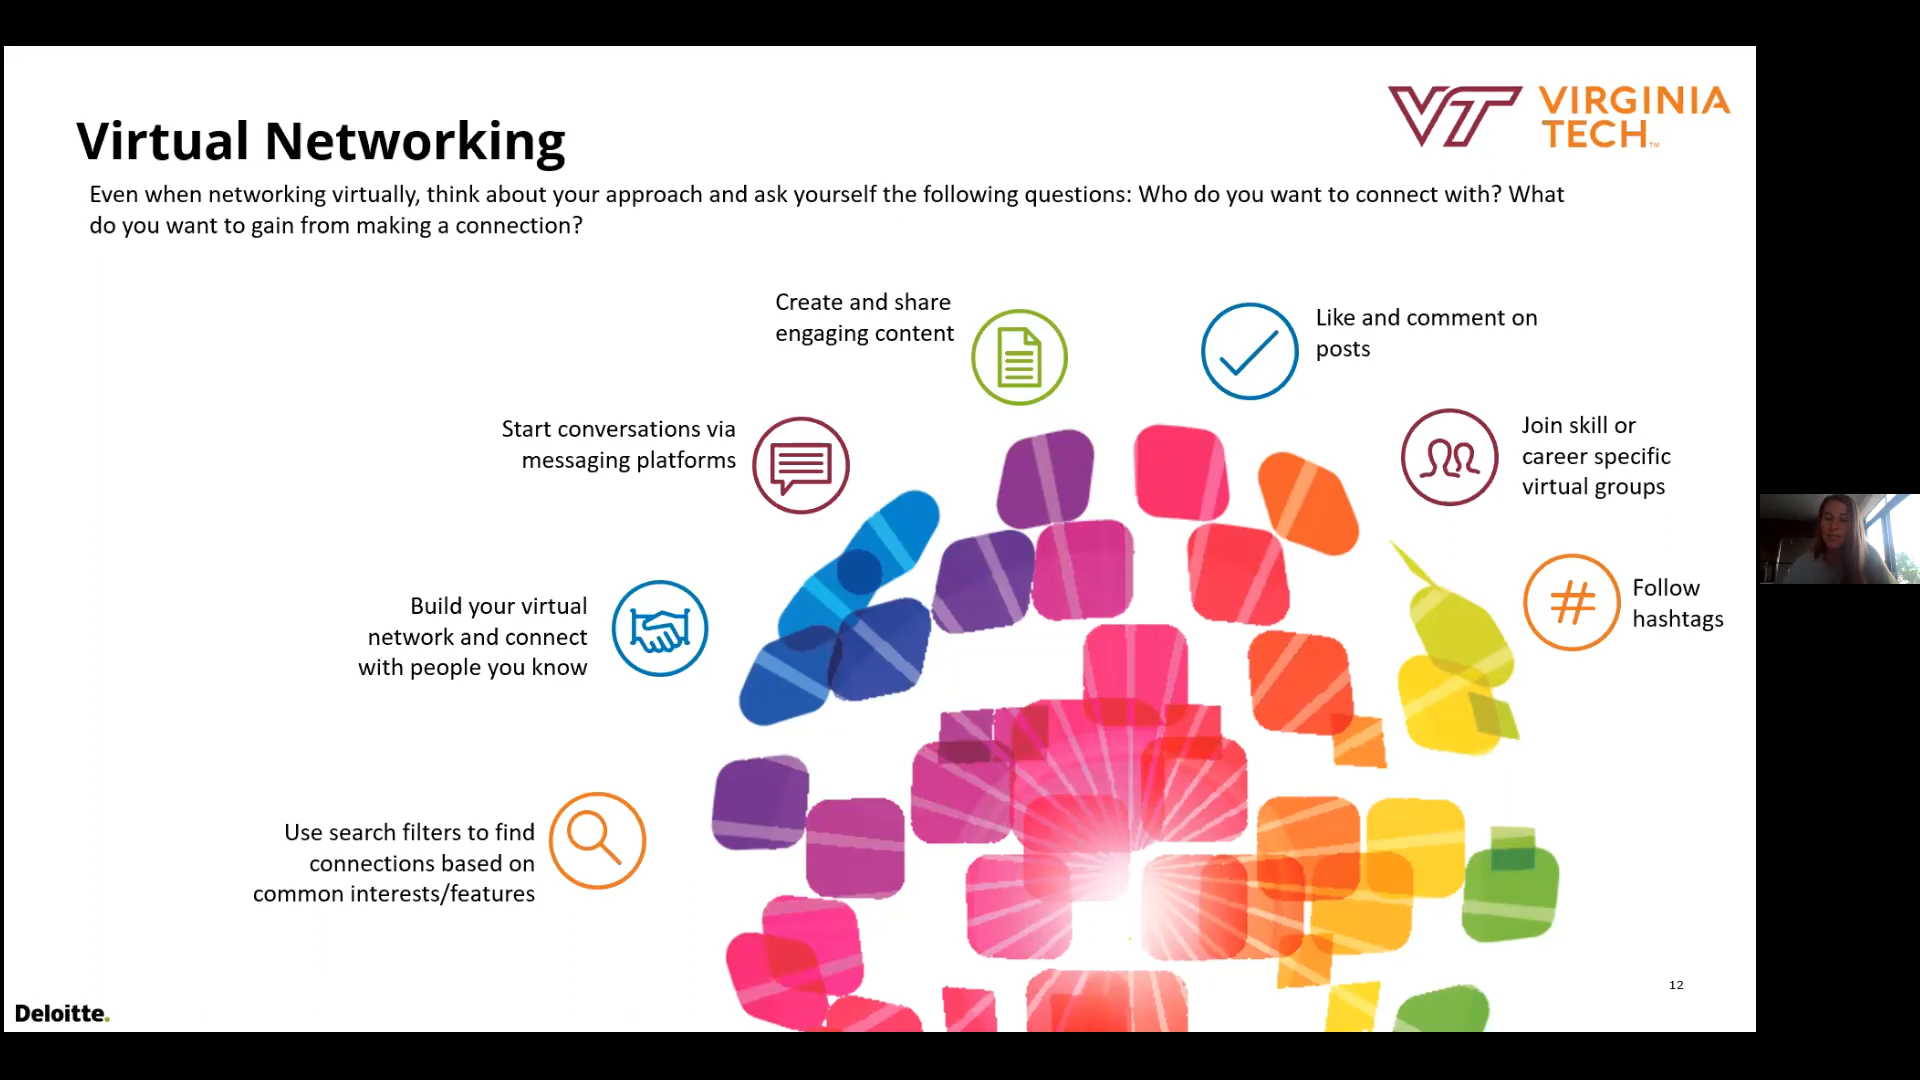 VT VIRGINIA
TECH™
Virtual Networking
Even when networking virtually, think about your approach and ask yourself the following questions: Who do you want to connect with? What
do you want to gain from making a connection?
Create and share
engaging content
Like and comment on
posts
Start conversations via
messaging platforms
Join skill or
career specific
virtual groups
Build your virtual
network and connect
with people you know
#
Follow
hashtags
Use search filters to find
connections based on
common interests/features
12
Deloitte.